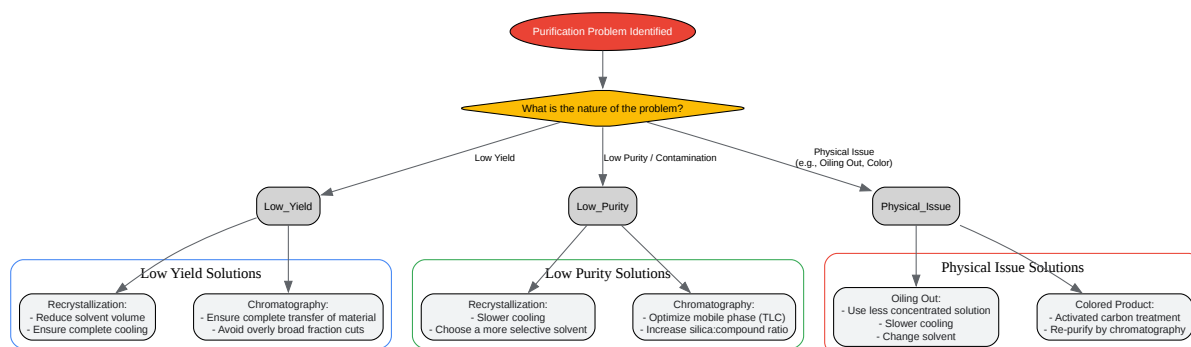 Purification Problem Identified
What is the nature of the problem?
Low Yield
Low Purity / Contamination
Physical Issue
(e.g., Oiling Out, Color)
Low_Yield
Low_Purity
Physical_Issue
Low Yield Solutions
Low Purity Solutions
Physical Issue Solutions
Recrystallization:
- Reduce solvent volume
- Ensure complete cooling
Chromatography:
- Ensure complete transfer of material
- Avoid overly broad fraction cuts
Recrystallization:
- Slower cooling
- Choose a more selective solvent
Chromatography:
- Optimize mobile phase (TLC)
- Increase silica:compound ratio
Oiling Out:
- Use less concentrated solution
- Slower cooling
- Change solvent
Colored Product:
- Activated carbon treatment
- Re-purify by chromatography